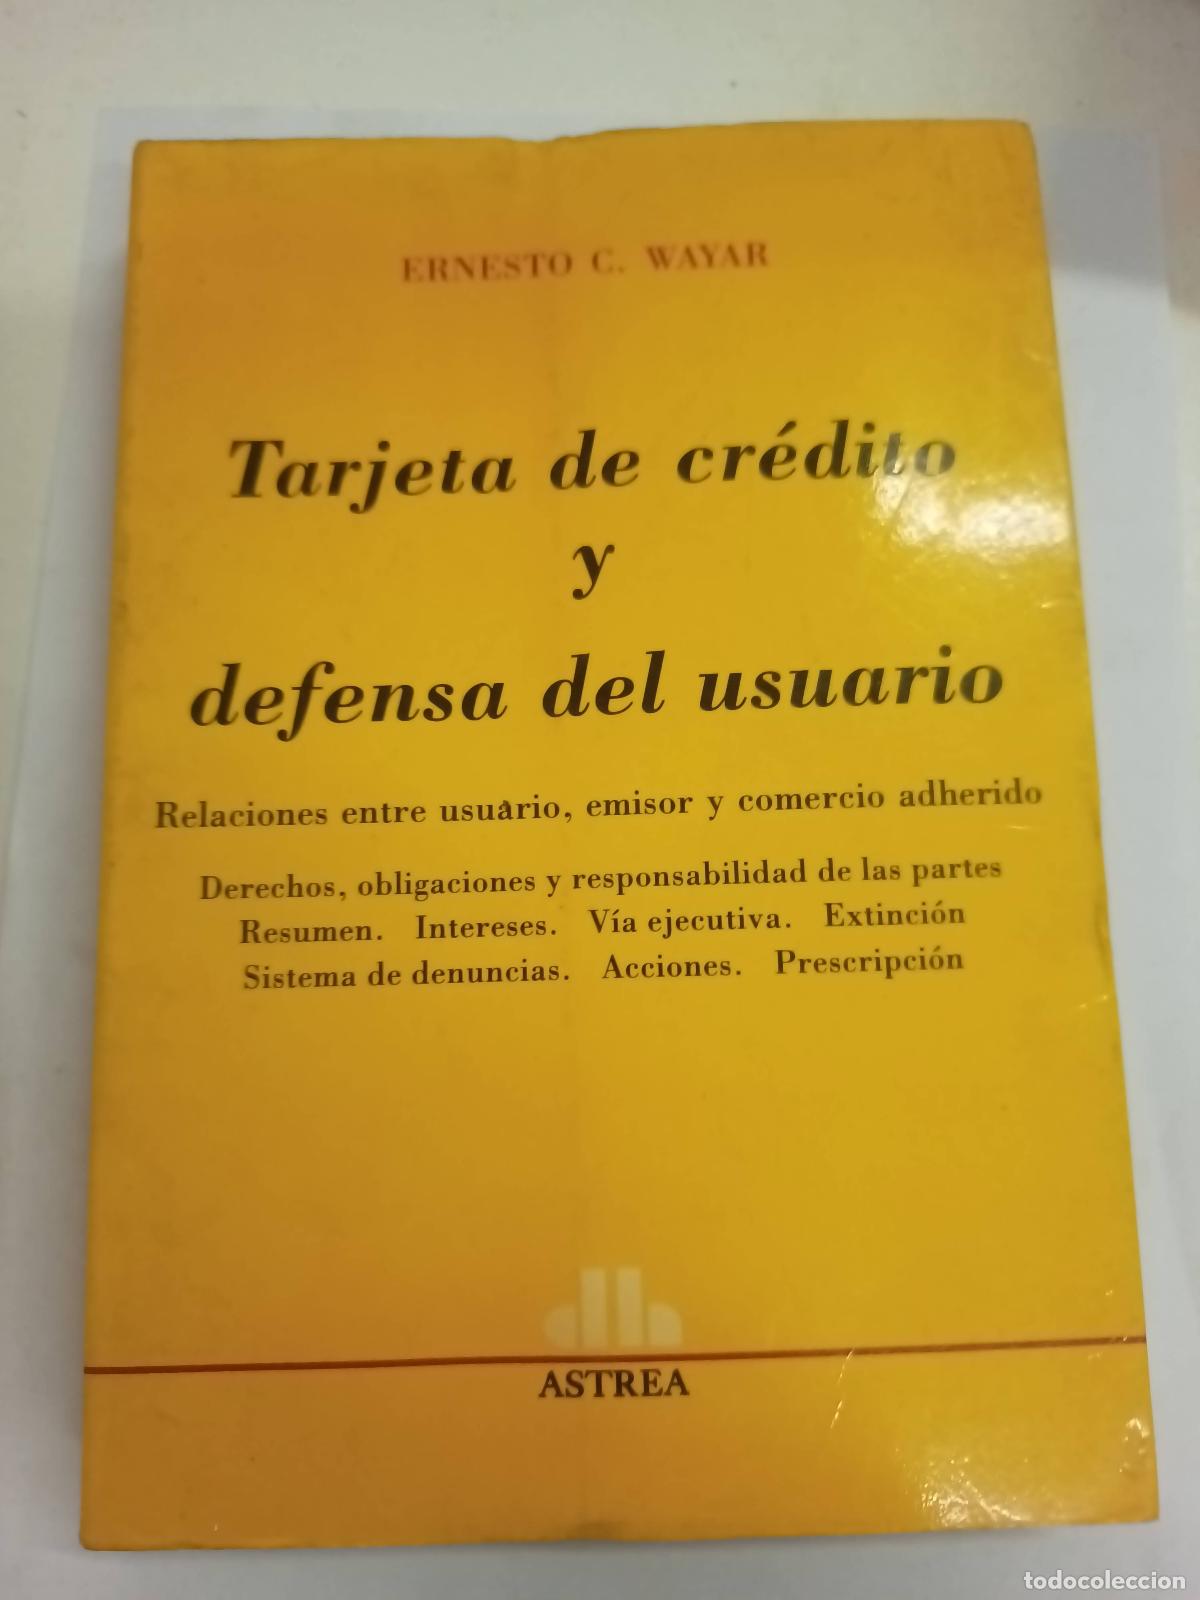 ERNESTO C. WAYAR
Tarjeta de crédito
y
defensa del usuario
Relaciones entre usuario, emisor y comercio adherido
Derechos, obligaciones y responsabilidad de las partes
Resumen. Intereses. Vía ejecutiva. Extinción
Sistema de denuncias. Acciones. Prescripción
ASTREA
todocoleccion